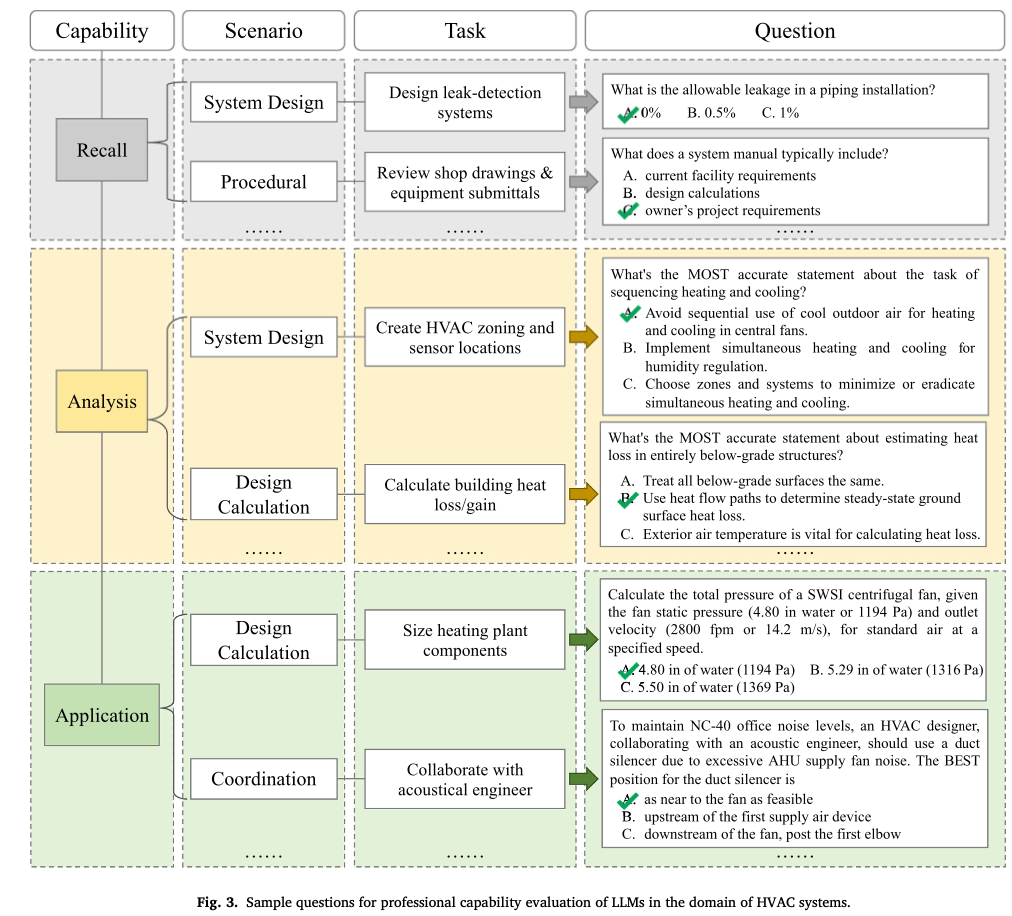 Capability
Scenario
Task
Question
Recall
System Design
Design leak-detection
systems
What is the allowable leakage in a piping installation?
A. 0% B. 0.5% C. 1%
Procedural
Review shop drawings &
equipment submittals
What does a system manual typically include?
A. current facility requirements
B. design calculations
C. owner's project requirements
......
......
......
Analysis
System Design
Create HVAC zoning and
sensor locations
What's the MOST accurate statement about the task of
sequencing heating and cooling?
A. Avoid sequential use of cool outdoor air for heating
and cooling in central fans.
B. Implement simultaneous heating and cooling for
humidity regulation.
C. Choose zones and systems to minimize or eradicate
simultaneous heating and cooling.
Design
Calculation
Calculate building heat
loss/gain
What's the MOST accurate statement about estimating heat
loss in entirely below-grade structures?
A. Treat all below-grade surfaces the same.
B. Use heat flow paths to determine steady-state ground
surface heat loss.
C. Exterior air temperature is vital for calculating heat loss.
......
......
......
Application
Design
Calculation
Size heating plant
components
Calculate the total pressure of a SWSI centrifugal fan, given
the fan static pressure (4.80 in water or 1194 Pa) and outlet
velocity (2800 fpm or 14.2 m/s), for standard air at a
specified speed.
A. 4.80 in of water (1194 Pa) B. 5.29 in of water (1316 Pa)
C. 5.50 in of water (1369 Pa)
Coordination
Collaborate with
acoustical engineer
To maintain NC-40 office noise levels, an HVAC designer,
collaborating with an acoustic engineer, should use a duct
silencer due to excessive AHU supply fan noise. The BEST
position for the duct silencer is
A. as near to the fan as feasible
B. upstream of the first supply air device
C. downstream of the fan, post the first elbow
......
......
......
Fig. 3. Sample questions for professional capability evaluation of LLMs in the domain of HVAC systems.